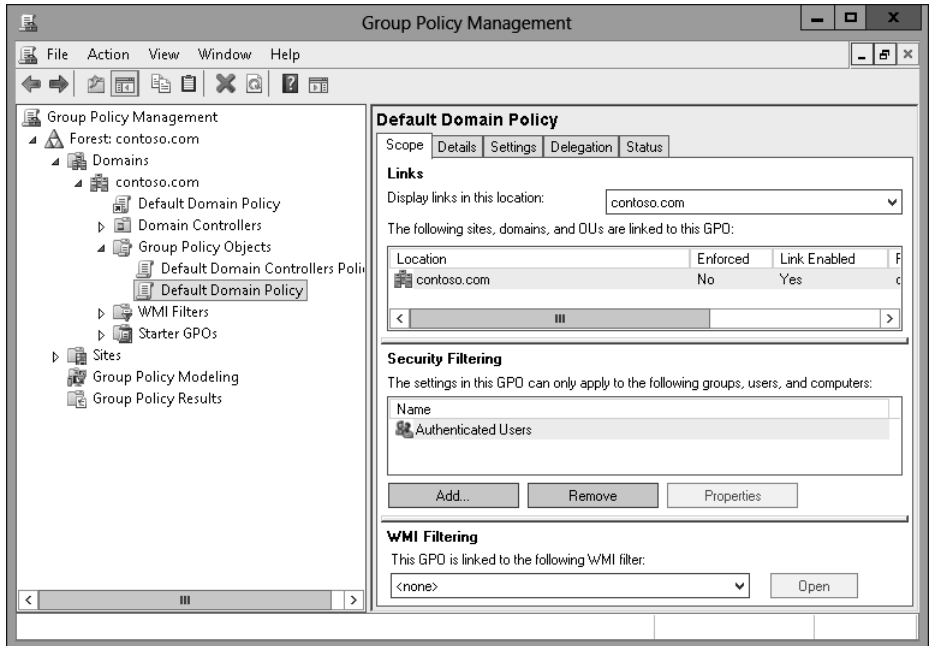 Group Policy Management
File Action View Window Help
Group Policy Management
Forest: contoso.com
Domains
contoso.com
Default Domain Policy
Domain Controllers
Group Policy Objects
Default Domain Controllers Poli
Default Domain Policy
WMI Filters
Starter GPOs
Sites
Group Policy Modeling
Group Policy Results
Default Domain Policy
Scope Details Settings Delegation Status
Links
Display links in this location: contoso.com
The following sites, domains, and OUs are linked to this GPO:
Location Enforced Link Enabled
contoso.com No Yes
Security Filtering
The settings in this GPO can only apply to the following groups, users, and computers:
Name
Authenticated Users
Add... Remove Properties
WMI Filtering
This GPO is linked to the following WMI filter:
<none> Open